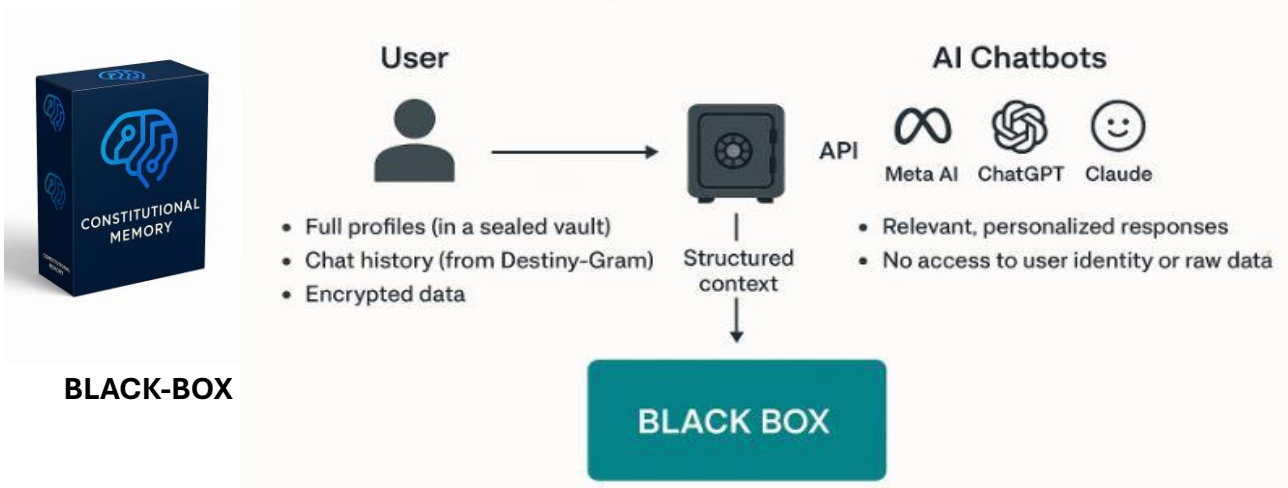 CONSTITUTIONAL
MEMORY
BLACK-BOX
User
• Full profiles (in a sealed vault)
• Chat history (from Destiny-Gram)
• Encrypted data
Structured
context
BLACK BOX
API
AI Chatbots
Meta AI ChatGPT Claude
• Relevant, personalized responses
• No access to user identity or raw data